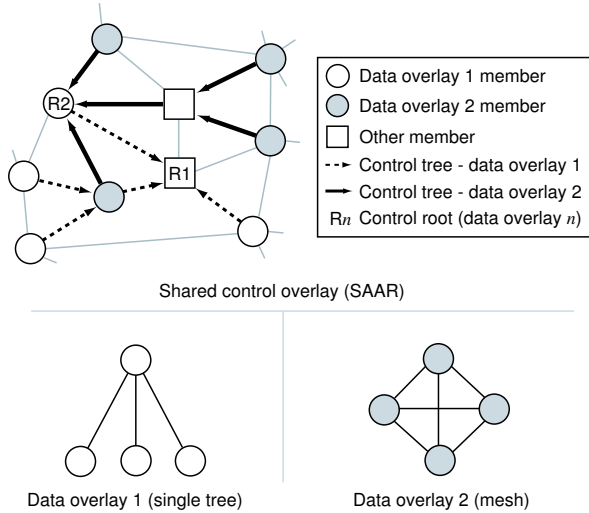 R2
R1
Data overlay 1 member
Data overlay 2 member
Other member
Control tree - data overlay 1
Control tree - data overlay 2
Rn Control root (data overlay n)
Shared control overlay (SAAR)
Data overlay 1 (single tree)
Data overlay 2 (mesh)